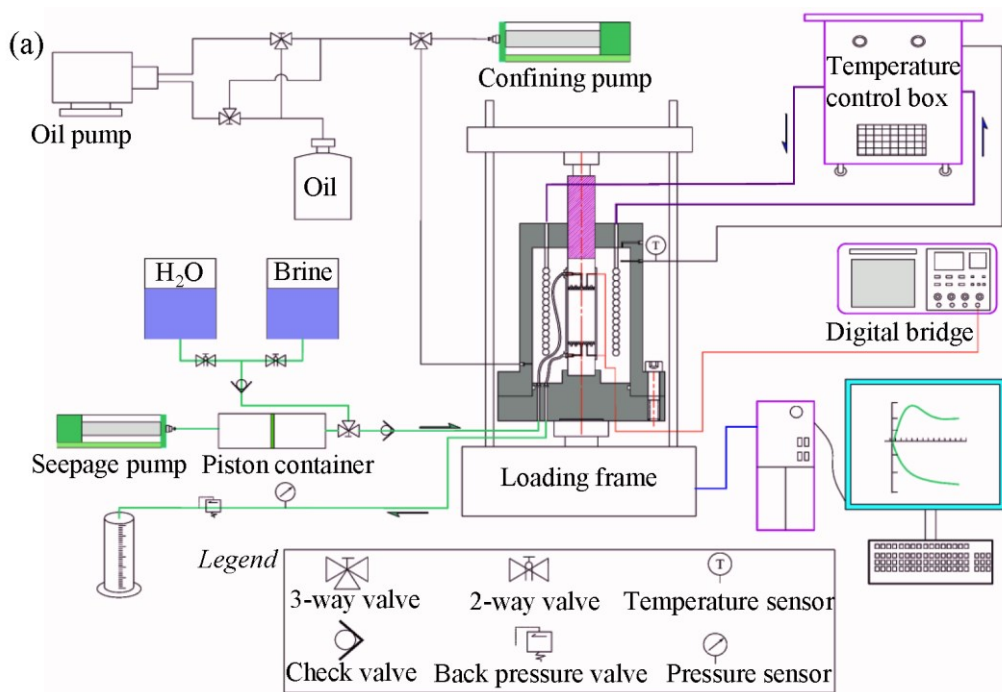 (a)
Oil pump
Oil
Confining pump
Temperature
control box
T
H₂O
Brine
Digital bridge
Seepage pump
Piston container
Loading frame
Legend
3-way valve
2-way valve
T
Temperature sensor
Check valve
Back pressure valve
Pressure sensor